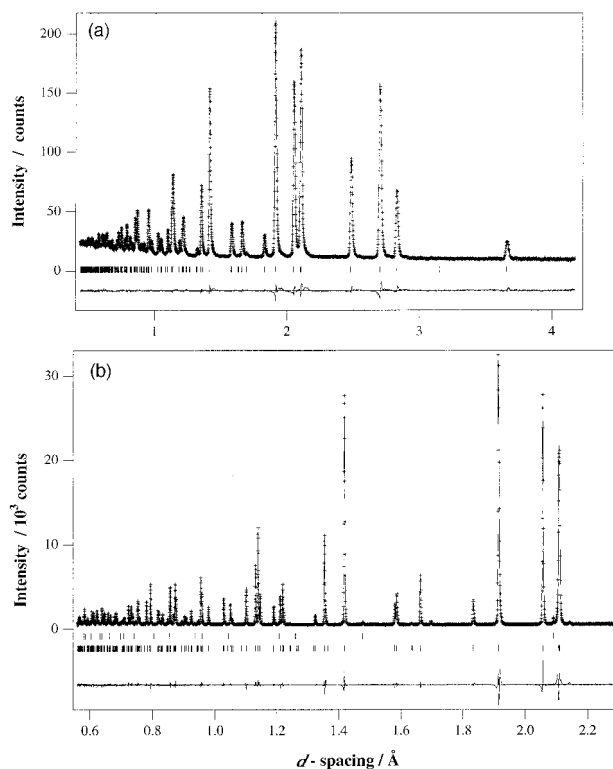 (a)
200
150
100
50
0
Intensity / counts
1 2 3 4
(b)
30
20
10
0
Intensity / 10³ counts
0.6 0.8 1.0 1.2 1.4 1.6 1.8 2.0 2.2
d - spacing / Å